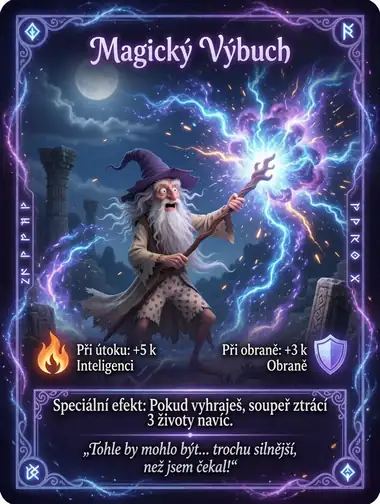 Magický Výbuch
Při útoku: +5 k
Inteligenci
Při obraně: +3 k
Obraně
Speciální efekt: Pokud vyhraješ, soupeř ztrácí
3 životy navíc.
„Tohle by mohlo být... trochu silnější,
než jsem čekal!“